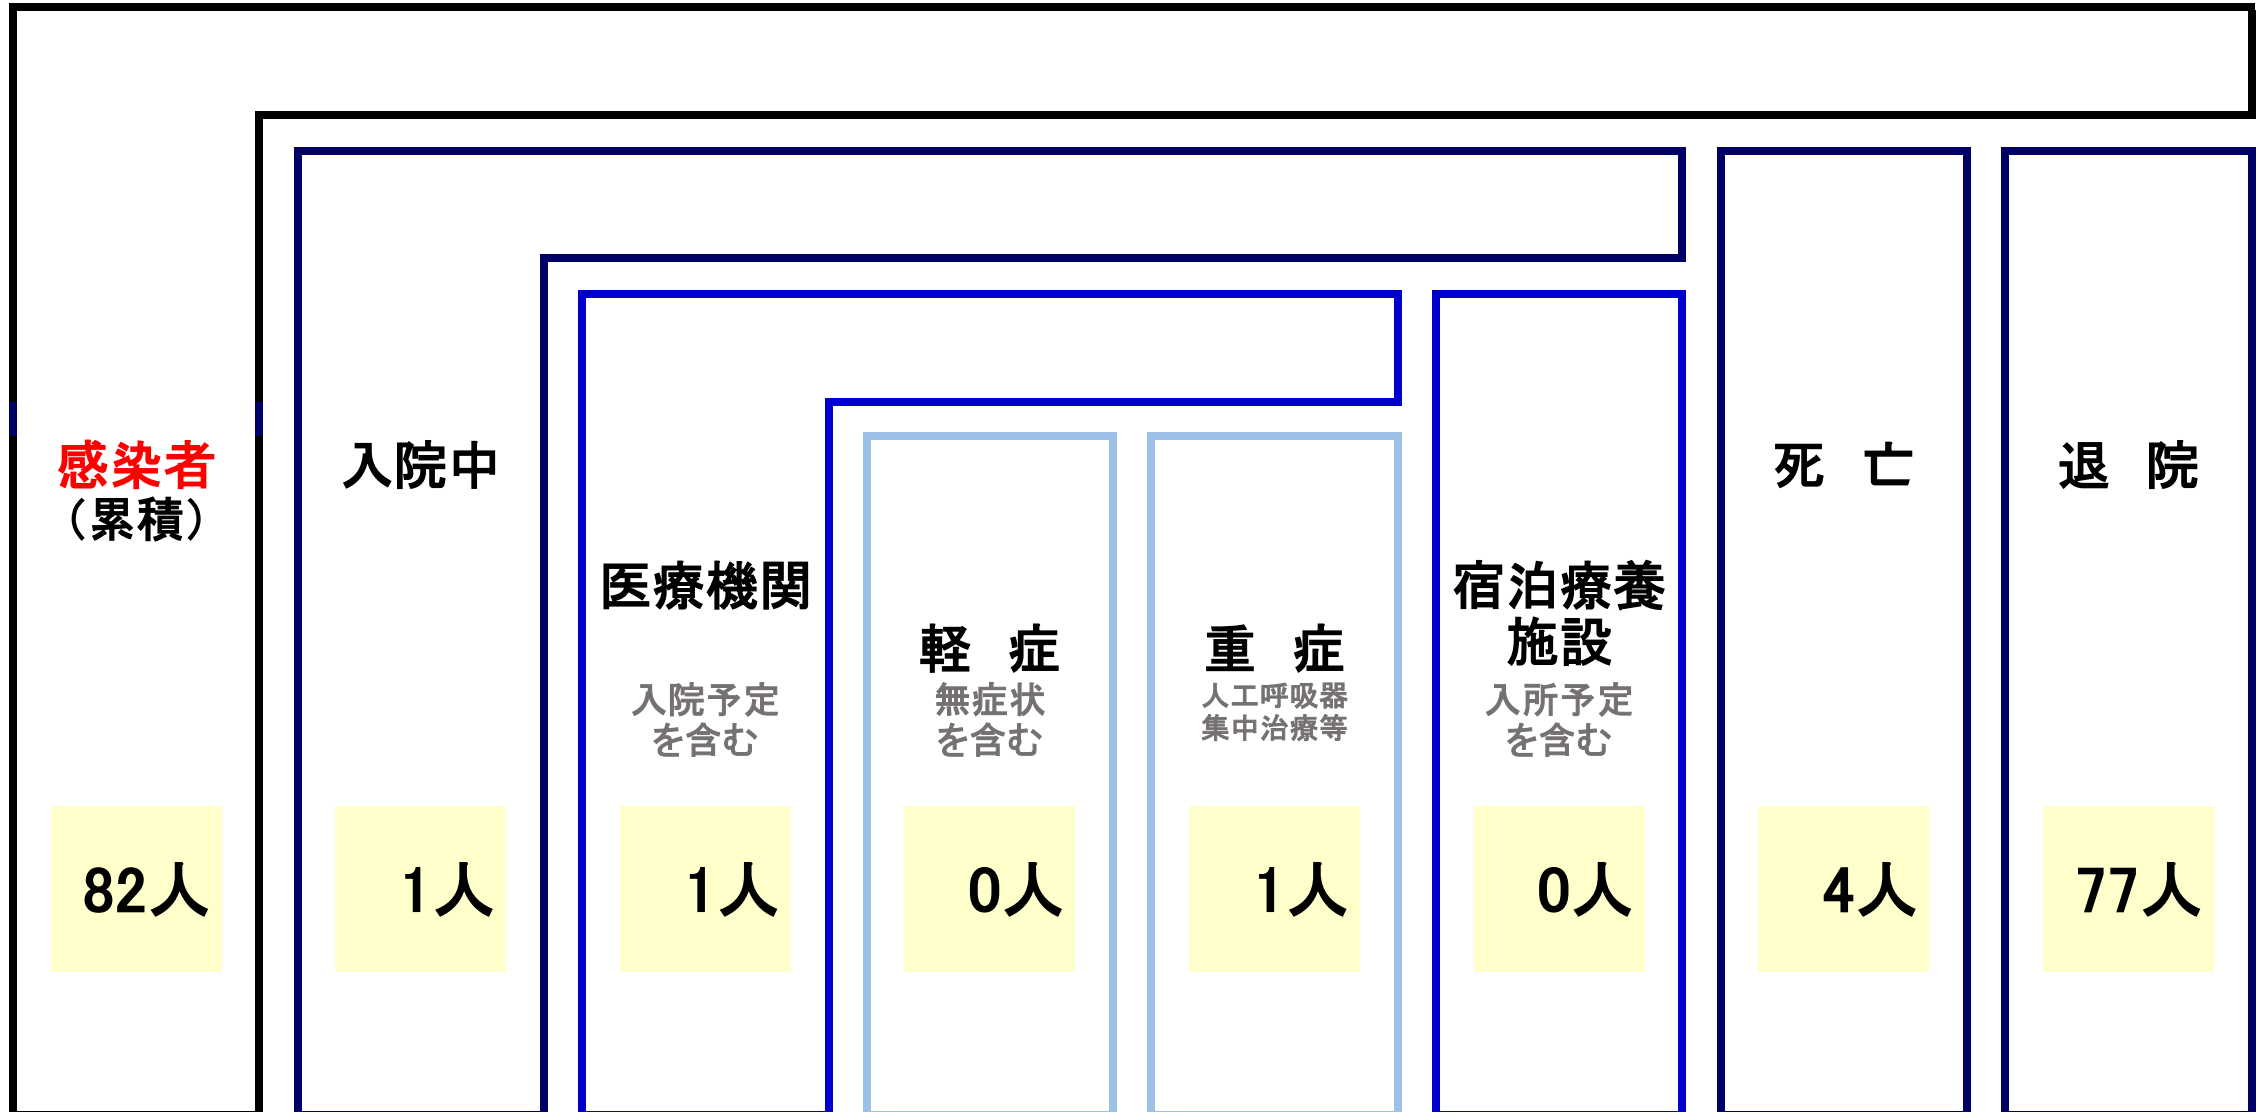 感染者
（累積）
82人
入院中
1人
医療機関
入院予定
を含む
1人
軽　症
無症状
を含む
0人
重　症
人工呼吸器
集中治療等
1人
宿泊療養
施設
入所予定
を含む
0人
死　亡
4人
退　院
77人